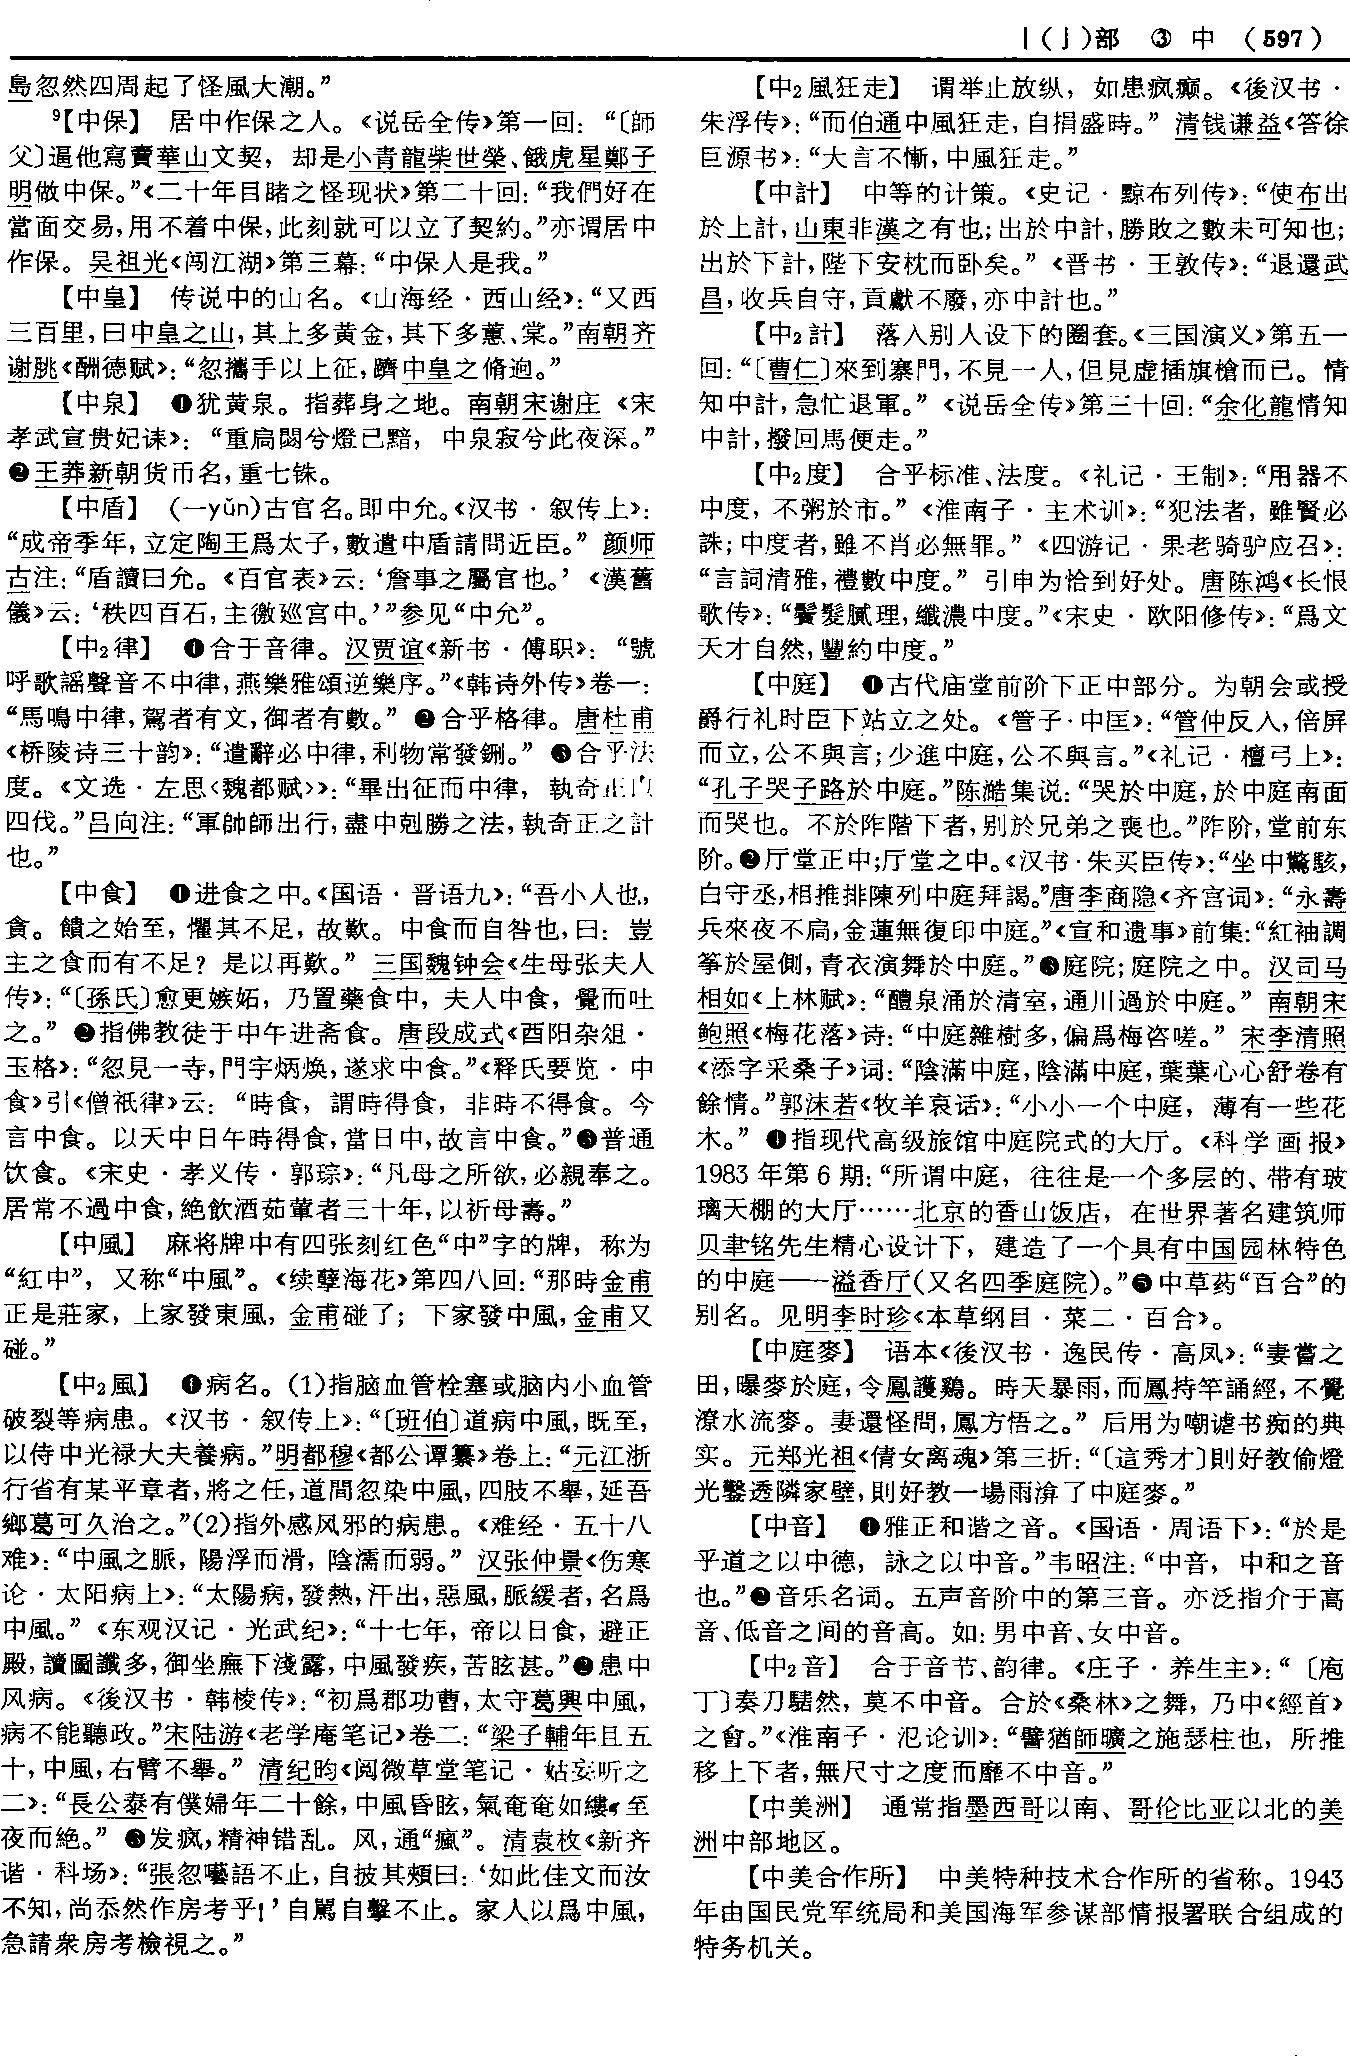 丨(亅)部 ③ 中 (597)
島忽然四周起了怪風大潮。”
⁹【中保】 居中作保之人。《说岳全传》第一回：“〔師
父〕逼他寫賣華山文契，却是小青龍柴世榮、餓虎星鄭子
明做中保。”《二十年目睹之怪现状》第二十回：“我們好在
當面交易，用不着中保，此刻就可以立了契約。”亦谓居中
作保。吴祖光《闯江湖》第三幕：“中保人是我。”
【中皇】 传说中的山名。《山海经·西山经》：“又西
三百里，曰中皇之山，其上多黃金，其下多蕙、棠。”南朝齐
谢朓《酬德赋》：“忽攜手以上征，躋中皇之脩迥。”
【中泉】 ❶犹黄泉。指葬身之地。南朝宋谢庄《宋
孝武宣贵妃诔》：“重扃閟兮燈已黯，中泉寂兮此夜深。”
❷王莽新朝货币名，重七铢。
【中盾】 (—yǔn)古官名。即中允。《汉书·叙传上》：
“成帝季年，立定陶王爲太子，數遣中盾請問近臣。”颜师
古注：“盾讀曰允。《百官表》云：‘詹事之屬官也。’《漢舊
儀》云：‘秩四百石，主徼巡宫中。’”参见“中允”。
【中₂律】 ❶合于音律。汉贾谊《新书·傅职》：“號
呼歌謡聲音不中律，燕樂雅頌逆樂序。”《韩诗外传》卷一：
“馬鳴中律，駕者有文，御者有數。”❷合乎格律。唐杜甫
《桥陵诗三十韵》：“遣辭必中律，利物常發硎。”❸合乎法
度。《文选·左思〈魏都赋〉》：“畢出征而中律，執奇正以
四伐。”吕向注：“軍帥師出行，盡中剋勝之法，執奇正之計
也。”
【中食】 ❶进食之中。《国语·晋语九》：“吾小人也，
貪。饋之始至，懼其不足，故歎。中食而自咎也，曰：豈
主之食而有不足？是以再歎。”三国魏钟会《生母张夫人
传》：“〔孫氏〕愈更嫉妬，乃置藥食中，夫人中食，覺而吐
之。”❷指佛教徒于中午进斋食。唐段成式《酉阳杂俎·
玉格》：“忽見一寺，門宇炳焕，遂求中食。”《释氏要览·中
食》引《僧祇律》云：“時食，謂時得食，非時不得食。今
言中食。以天中日午時得食，當日中，故言中食。”❸普通
饮食。《宋史·孝义传·郭琮》：“凡母之所欲，必親奉之。
居常不過中食，絶飲酒茹葷者三十年，以祈母壽。”
【中風】 麻将牌中有四张刻红色“中”字的牌，称为
“紅中”，又称“中風”。《续孽海花》第四八回：“那時金甫
正是莊家，上家發東風，金甫碰了；下家發中風，金甫又
碰。”
【中₂風】 ❶病名。(1)指脑血管栓塞或脑内小血管
破裂等病患。《汉书·叙传上》：“〔班伯〕道病中風，既至，
以侍中光禄大夫養病。”明都穆《都公谭纂》卷上：“元江浙
行省有某平章者，將之任，道間忽染中風，四肢不舉，延吾
鄉葛可久治之。”(2)指外感风邪的病患。《难经·五十八
难》：“中風之脈，陽浮而滑，陰濡而弱。”汉张仲景《伤寒
论·太阳病上》：“太陽病，發熱，汗出，惡風，脈緩者，名爲
中風。”《东观汉记·光武纪》：“十七年，帝以日食，避正
殿，讀圖讖多，御坐廡下淺露，中風發疾，苦眩甚。”❷患中
风病。《後汉书·韩棱传》：“初爲郡功曹，太守葛興中風，
病不能聽政。”宋陆游《老学庵笔记》卷二：“梁子輔年且五
十，中風，右臂不舉。”清纪昀《阅微草堂笔记·姑妄听之
二》：“長公泰有僕婦年二十餘，中風昏眩，氣奄奄如縷，至
夜而絶。”❸发疯，精神错乱。风，通“瘋”。清袁枚《新齐
谐·科场》：“張忽囈語不止，自披其頰曰：‘如此佳文而汝
不知，尚忝然作房考乎！’自駡自擊不止。家人以爲中風，
急請衆房考檢視之。”
【中₂風狂走】 谓举止放纵，如患疯癫。《後汉书·
朱浮传》：“而伯通中風狂走，自捐盛時。”清钱谦益《答徐
巨源书》：“大言不慚，中風狂走。”
【中計】 中等的计策。《史记·黥布列传》：“使布出
於上計，山東非漢之有也；出於中計，勝敗之數未可知也；
出於下計，陛下安枕而卧矣。”《晋书·王敦传》：“退還武
昌，收兵自守，貢獻不廢，亦中計也。”
【中₂計】 落入别人设下的圈套。《三国演义》第五一
回：“〔曹仁〕來到寨門，不見一人，但見虚插旗槍而已。情
知中計，急忙退軍。”《说岳全传》第三十回：“余化龍情知
中計，撥回馬便走。”
【中₂度】 合乎标准、法度。《礼记·王制》：“用器不
中度，不粥於市。”《淮南子·主术训》：“犯法者，雖賢必
誅；中度者，雖不肖必無罪。”《四游记·果老骑驴应召》：
“言詞清雅，禮數中度。”引申为恰到好处。唐陈鸿《长恨
歌传》：“鬢髮膩理，纖濃中度。”《宋史·欧阳修传》：“爲文
天才自然，豐約中度。”
【中庭】 ❶古代庙堂前阶下正中部分。为朝会或授
爵行礼时臣下站立之处。《管子·中匡》：“管仲反入，倍屏
而立，公不與言；少進中庭，公不與言。”《礼记·檀弓上》：
“孔子哭子路於中庭。”陈澔集说：“哭於中庭，於中庭南面
而哭也。不於阼階下者，别於兄弟之喪也。”阼阶，堂前东
阶。❷厅堂正中；厅堂之中。《汉书·朱买臣传》：“坐中驚駭，
白守丞，相推排陳列中庭拜謁。”唐李商隐《齐宫词》：“永壽
兵來夜不扃，金蓮無復印中庭。”《宣和遗事》前集：“紅袖調
筝於屋側，青衣演舞於中庭。”❸庭院；庭院之中。汉司马
相如《上林赋》：“醴泉涌於清室，通川過於中庭。”南朝宋
鲍照《梅花落》诗：“中庭雜樹多，偏爲梅咨嗟。”宋李清照
《添字采桑子》词：“陰滿中庭，陰滿中庭，葉葉心心舒卷有
餘情。”郭沫若《牧羊哀话》：“小小一个中庭，薄有一些花
木。”❹指现代高级旅馆中庭院式的大厅。《科学画报》
1983年第6期：“所谓中庭，往往是一个多层的、带有玻
璃天棚的大厅……北京的香山饭店，在世界著名建筑师
贝聿铭先生精心设计下，建造了一个具有中国园林特色
的中庭——溢香厅(又名四季庭院)。”❺中草药“百合”的
别名。见明李时珍《本草纲目·菜二·百合》。
【中庭麥】 语本《後汉书·逸民传·高凤》：“妻嘗之
田，曝麥於庭，令鳳護鷄。時天暴雨，而鳳持竿誦經，不覺
潦水流麥。妻還怪問，鳳方悟之。”后用为嘲谑书痴的典
实。元郑光祖《倩女离魂》第三折：“〔這秀才〕則好教偷燈
光鑿透隣家壁，則好教一場雨渰了中庭麥。”
【中音】 ❶雅正和谐之音。《国语·周语下》：“於是
乎道之以中德，詠之以中音。”韦昭注：“中音，中和之音
也。”❷音乐名词。五声音阶中的第三音。亦泛指介于高
音、低音之间的音高。如：男中音、女中音。
【中₂音】 合于音节、韵律。《庄子·养生主》：“〔庖
丁〕奏刀騞然，莫不中音。合於《桑林》之舞，乃中《經首》
之會。”《淮南子·氾论训》：“譬猶師曠之施瑟柱也，所推
移上下者，無尺寸之度而靡不中音。”
【中美洲】 通常指墨西哥以南、哥伦比亚以北的美
洲中部地区。
【中美合作所】 中美特种技术合作所的省称。1943
年由国民党军统局和美国海军参谋部情报署联合组成的
特务机关。